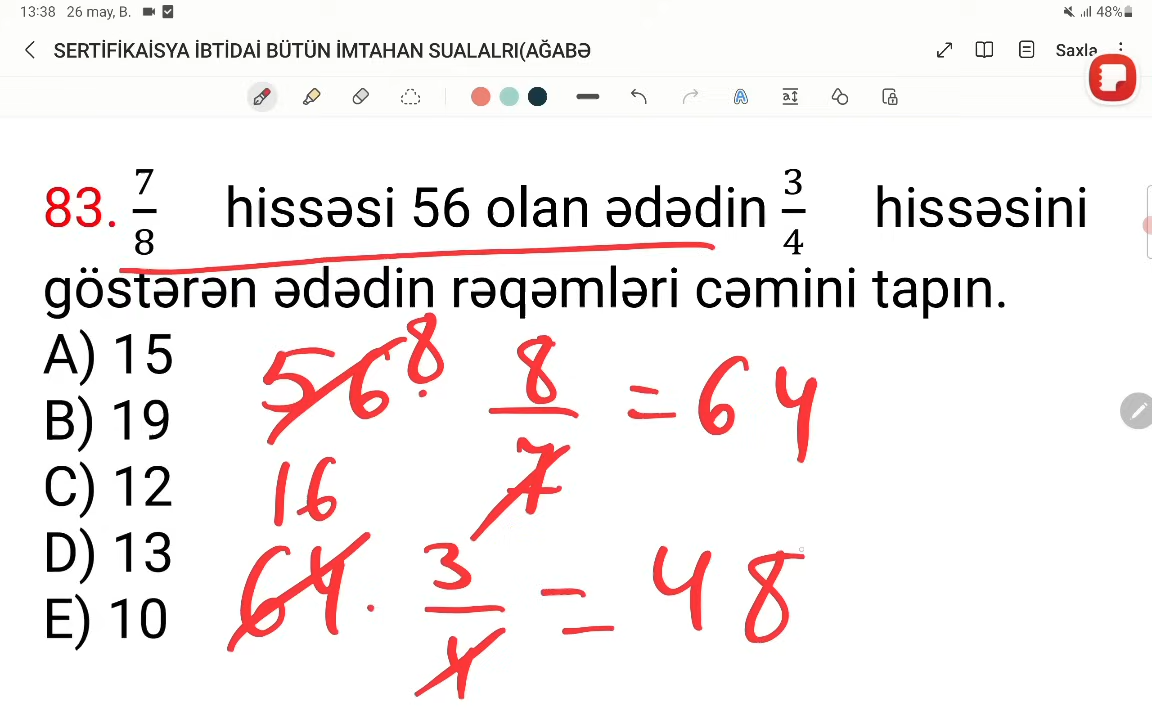 13:38 26 may, B. 48%
SERTİFİKAİSYA İBTİDAİ BÜTÜN İMTAHAN SUALALRI(AĞABƏ Saxla
83. 7/8 hissəsi 56 olan ədədin 3/4 hissəsini
göstərən ədədin rəqəmləri cəmini tapın.
A) 15
B) 19
C) 12
D) 13
E) 10
56 8 · 8/7 = 64
16
64 · 3/4 = 48